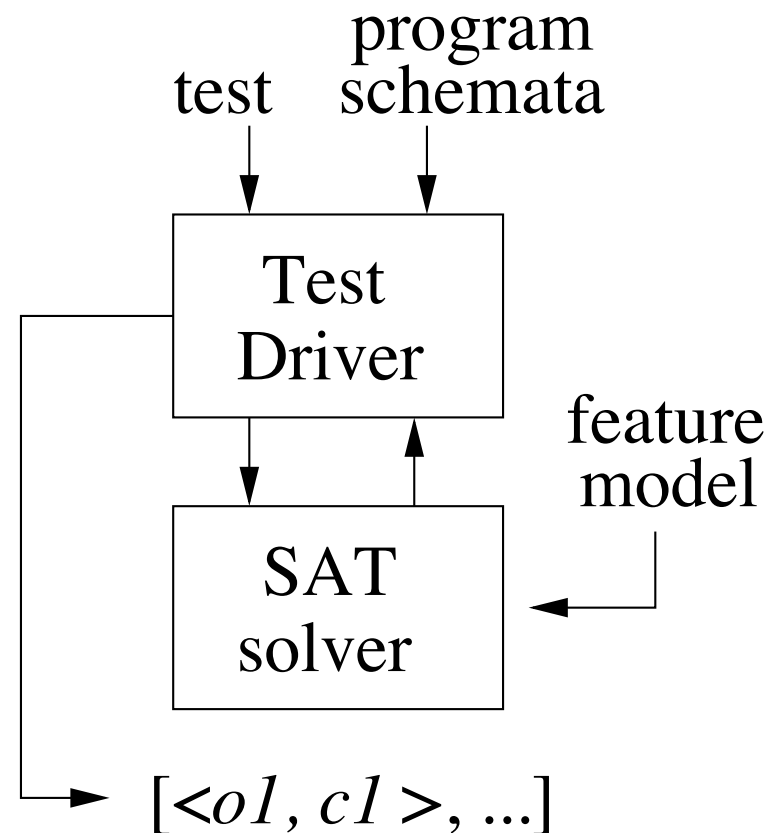 program
test schemata
Test
Driver
feature
model
SAT
solver
[<o1, c1 >, ...]